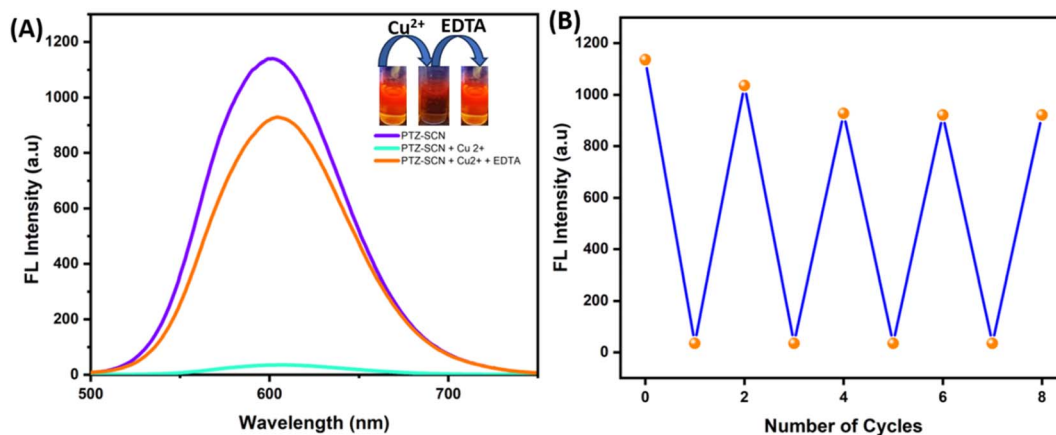 (A)
Cu2+ EDTA
1200
1000
800
600
400
200
0
500 600 700
FL Intensity (a.u)
Wavelength (nm)
PTZ-SCN
PTZ-SCN + Cu 2+
PTZ-SCN + Cu2+ + EDTA
(B)
1200
1000
800
600
400
200
0
0 2 4 6 8
FL Intensity (a.u)
Number of Cycles